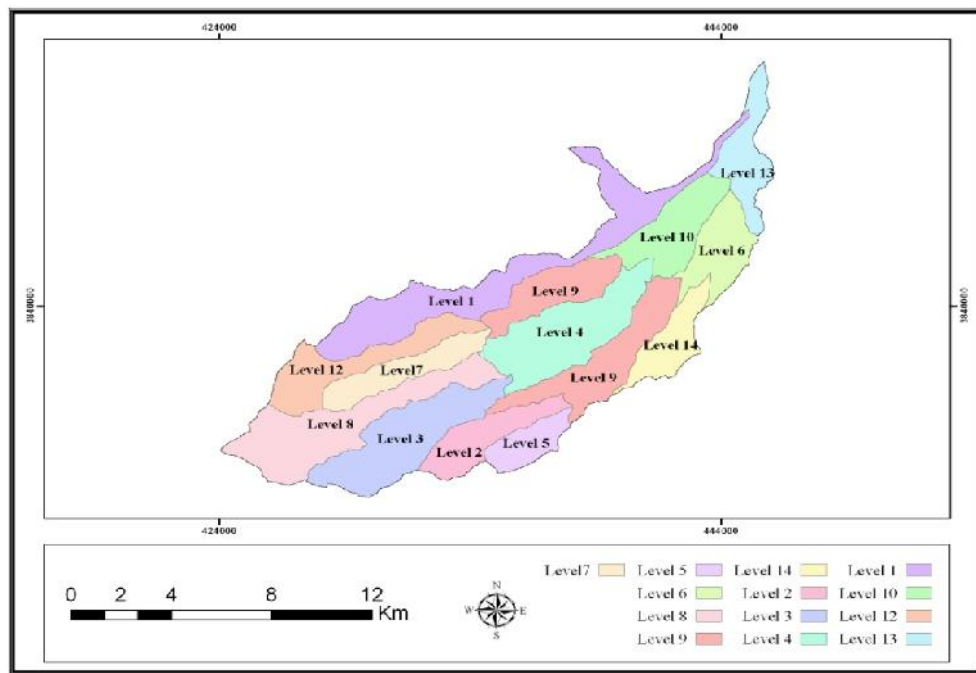 424000 444000
Level 13
Level 10
Level 6
Level 9
Level 1
3840000 3840000
Level 4
Level 14
Level 12
Level7
Level 9
Level 8
Level 3
Level 5
Level 2
424000 444000
Level7 Level 5 Level 14 Level 1
Level 6 Level 2 Level 10
Level 8 Level 3 Level 12
Level 9 Level 4 Level 13
0 2 4 8 12
Km
N
W E
S